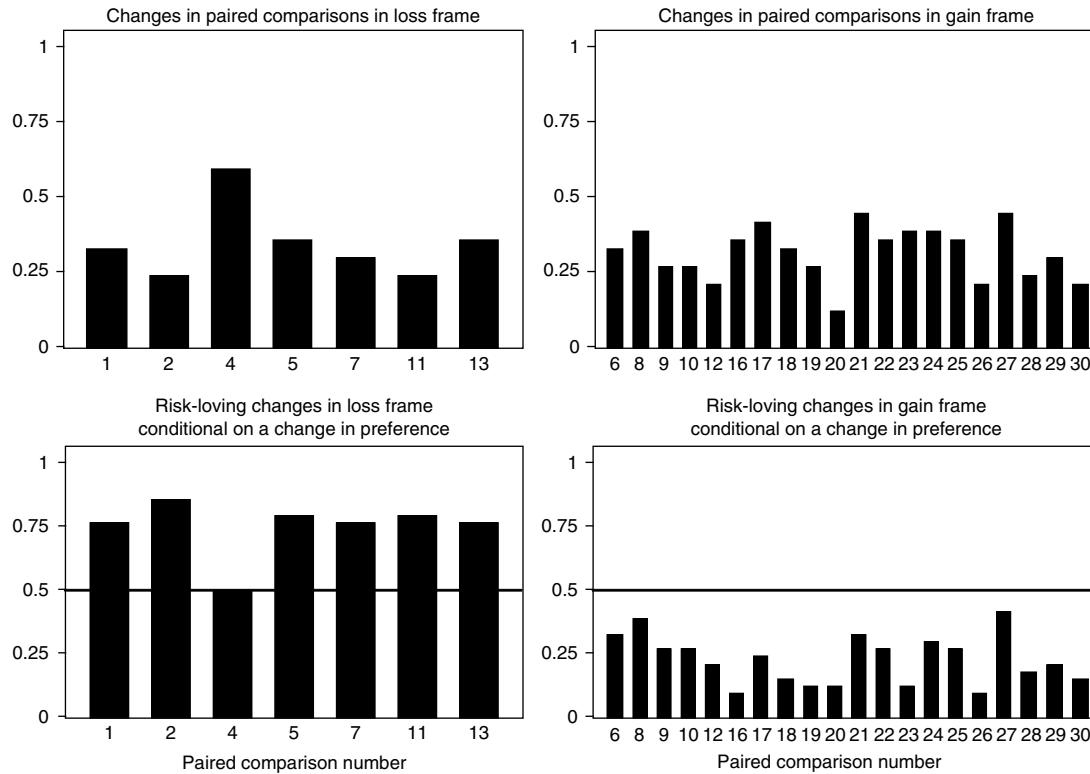 Changes in paired comparisons in loss frame
1
0.75
0.5
0.25
0
1 2 4 5 7 11 13
Changes in paired comparisons in gain frame
1
0.75
0.5
0.25
0
6 8 9 10 12 16 17 18 19 20 21 22 23 24 25 26 27 28 29 30
Risk-loving changes in loss frame
conditional on a change in preference
1
0.75
0.5
0.25
0
1 2 4 5 7 11 13
Paired comparison number
Risk-loving changes in gain frame
conditional on a change in preference
1
0.75
0.5
0.25
0
6 8 9 10 12 16 17 18 19 20 21 22 23 24 25 26 27 28 29 30
Paired comparison number